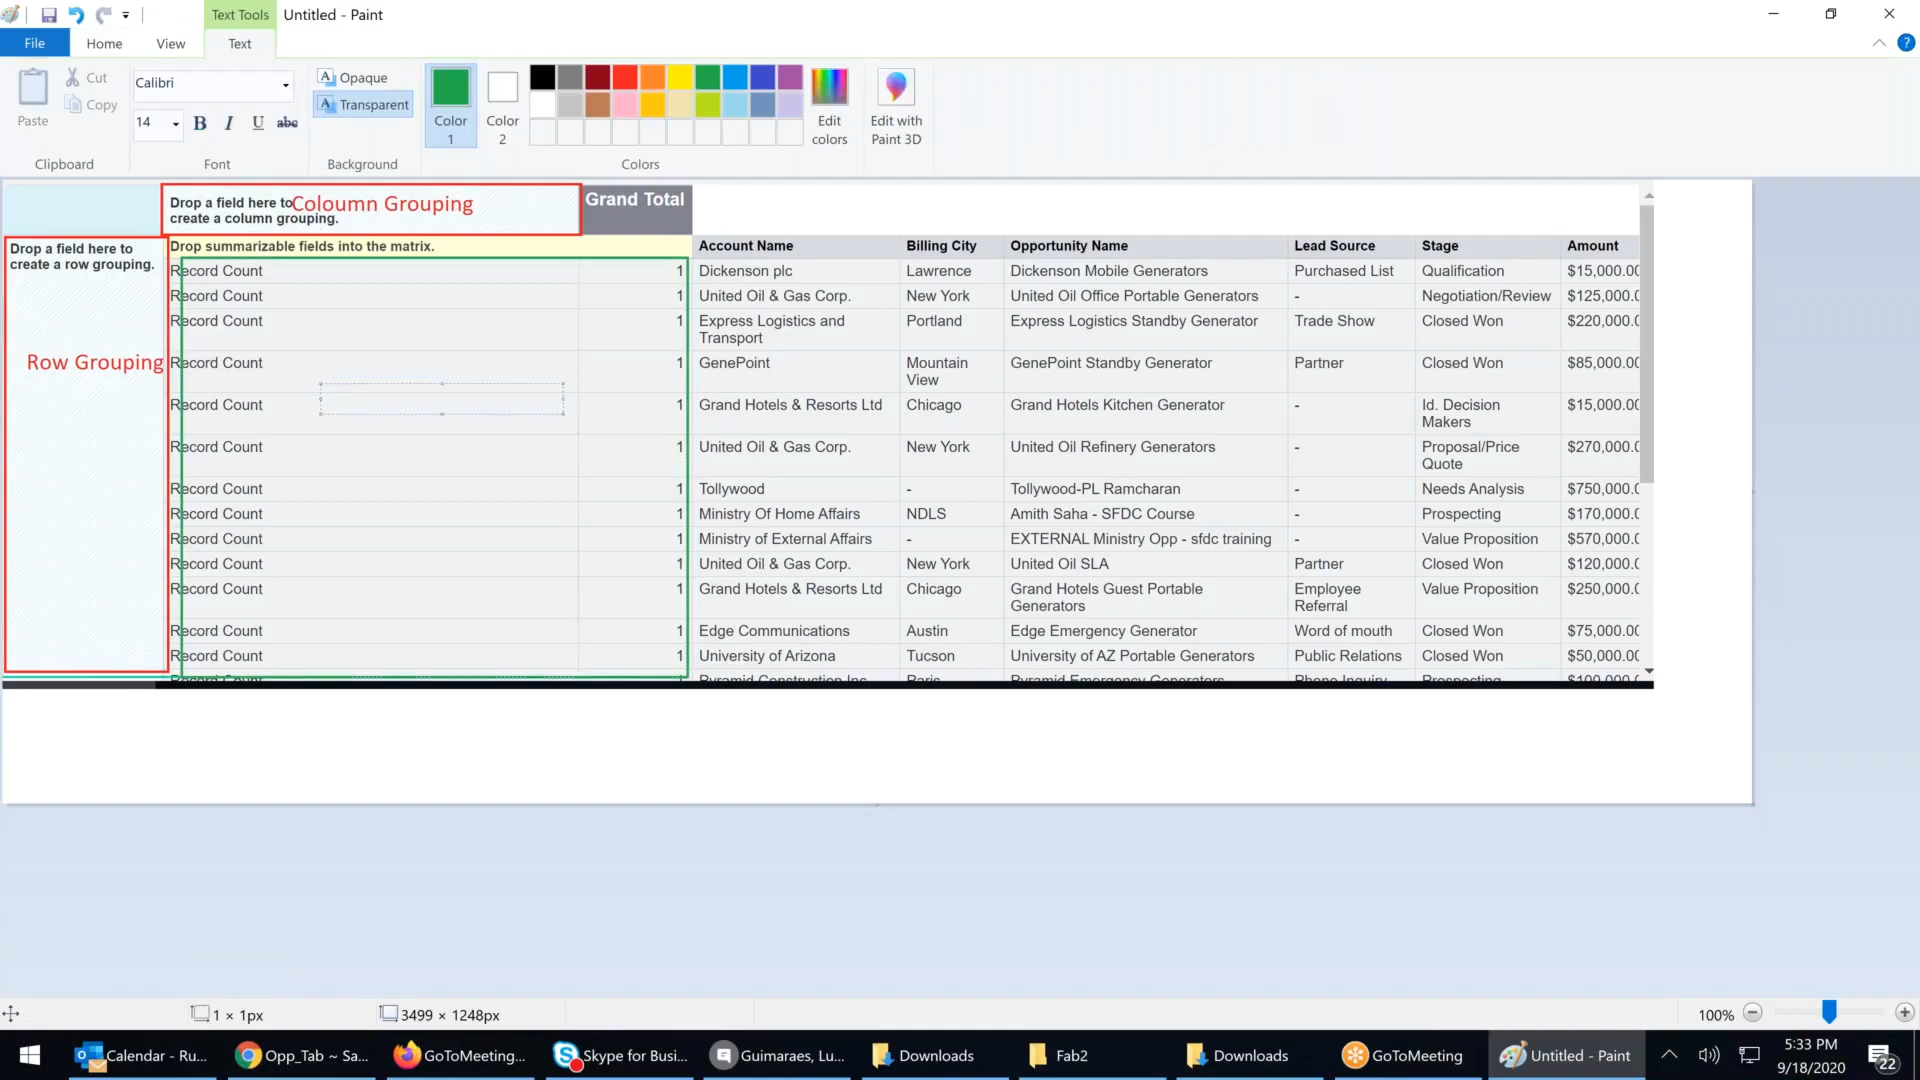 Text Tools
Untitled - Paint
File
Home
View
Text
Paste
Cut
Copy
Clipboard
Calibri
14
B I U abc
Font
Opaque
Transparent
Background
Color
1
Color
2
Edit
colors
Colors
Edit with
Paint 3D
Drop a field here to
create a column grouping.
Coloumn Grouping
Grand Total
Drop a field here to
create a row grouping.
Row Grouping
Drop summarizable fields into the matrix.
Account Name Billing City Opportunity Name Lead Source Stage Amount
Record Count 1 Dickenson plc Lawrence Dickenson Mobile Generators Purchased List Qualification $15,000.00
Record Count 1 United Oil & Gas Corp. New York United Oil Office Portable Generators - Negotiation/Review $125,000.0
Record Count 1 Express Logistics and Portland Express Logistics Standby Generator Trade Show Closed Won $220,000.0
Transport
Record Count 1 GenePoint Mountain GenePoint Standby Generator Partner Closed Won $85,000.00
View
Record Count 1 Grand Hotels & Resorts Ltd Chicago Grand Hotels Kitchen Generator - Id. Decision $15,000.00
Makers
Record Count 1 United Oil & Gas Corp. New York United Oil Refinery Generators - Proposal/Price $270,000.0
Quote
Record Count 1 Tollywood - Tollywood-PL Ramcharan - Needs Analysis $750,000.0
Record Count 1 Ministry Of Home Affairs NDLS Amith Saha - SFDC Course - Prospecting $170,000.0
Record Count 1 Ministry of External Affairs - EXTERNAL Ministry Opp - sfdc training - Value Proposition $570,000.0
Record Count 1 United Oil & Gas Corp. New York United Oil SLA Partner Closed Won $120,000.0
Record Count 1 Grand Hotels & Resorts Ltd Chicago Grand Hotels Guest Portable Employee Value Proposition $250,000.0
Generators Referral
Record Count 1 Edge Communications Austin Edge Emergency Generator Word of mouth Closed Won $75,000.00
Record Count 1 University of Arizona Tucson University of AZ Portable Generators Public Relations Closed Won $50,000.00
Record Count 1 Pyramid Construction Inc. Paris Pyramid Emergency Generators Phone Inquiry Prospecting $100,000.0
1 × 1px
3499 × 1248px
100%
Calendar - Ru...
Opp_Tab ~ Sa...
GoToMeeting...
Skype for Busi...
Guimaraes, Lu...
Downloads
Fab2
Downloads
GoToMeeting
Untitled - Paint
5:33 PM
9/18/2020
22